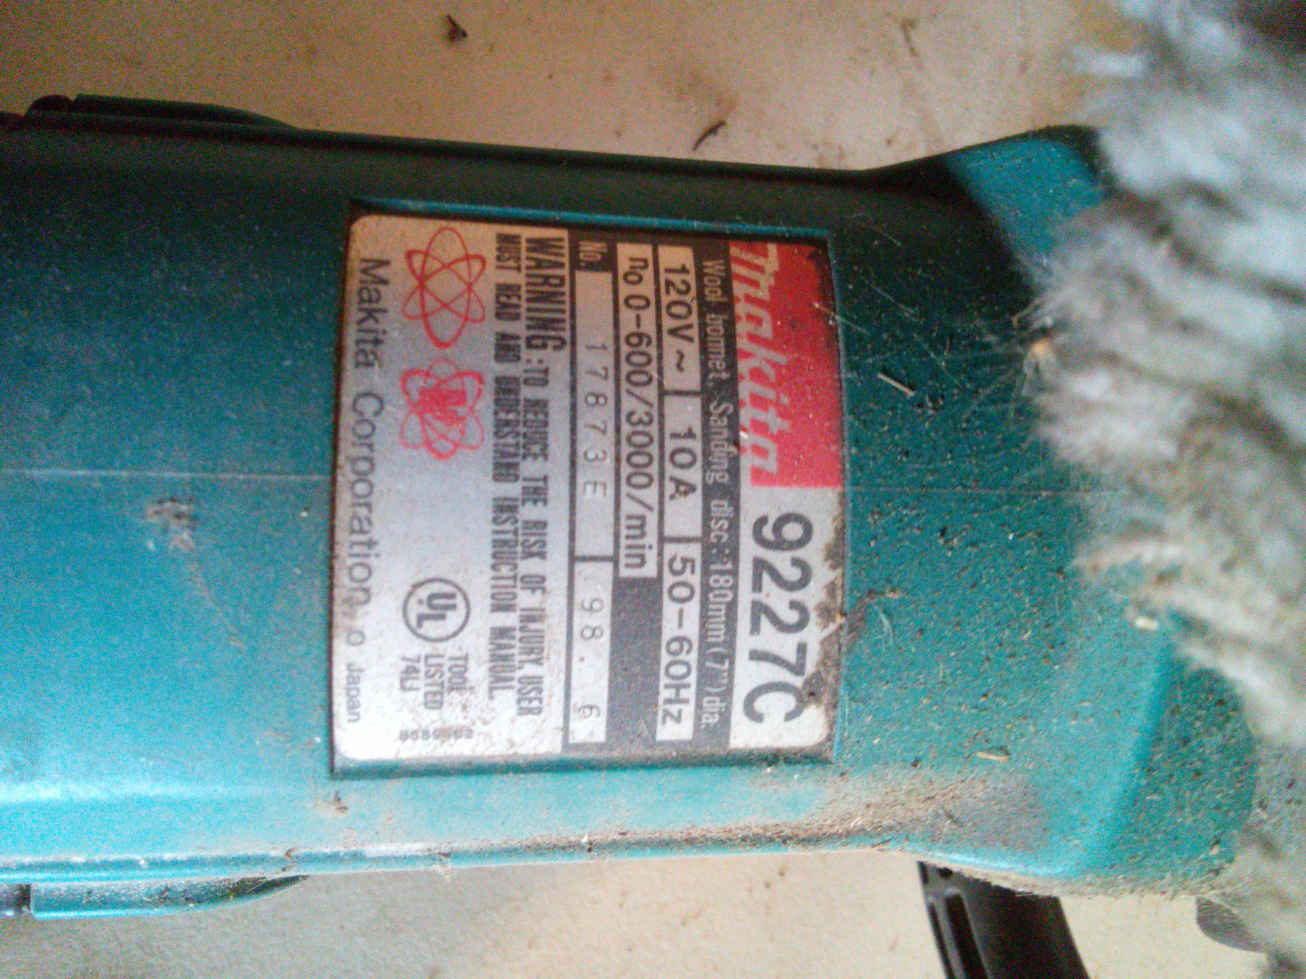 makita 9227C
Wool bonnet, Sanding disc:180mm(7")dia.
120V~ 10A 50-60Hz
no 0-600/3000/min
No. 17873E 98.6
WARNING:TO REDUCE THE RISK OF INJURY, USER
MUST READ AND UNDERSTAND INSTRUCTION MANUAL
UL TOOL
LISTED
74LJ
Makita Corporation Japan